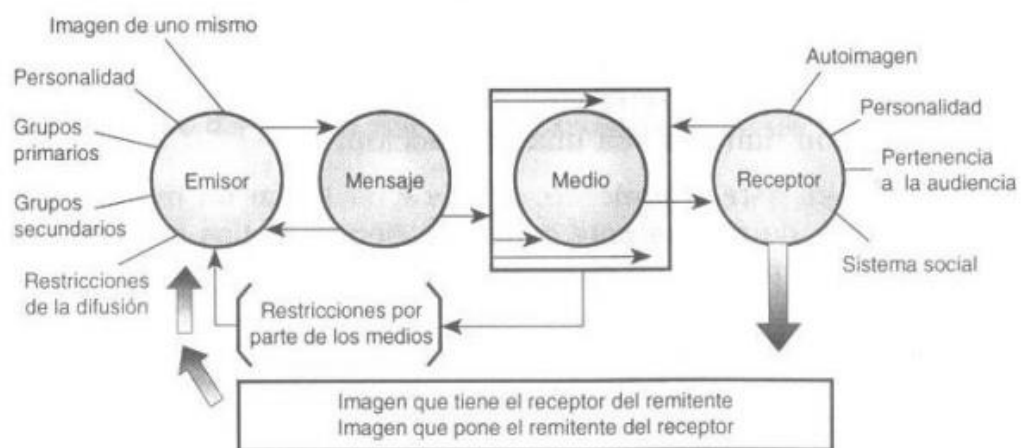 Imagen de uno mismo
Personalidad
Grupos
primarios
Grupos
secundarios
Restricciones
de la difusión
Emisor
Mensaje
Medio
Receptor
Autoimagen
Personalidad
Pertenencia
a la audiencia
Sistema social
Restricciones por
parte de los medios
Imagen que tiene el receptor del remitente
Imagen que pone el remitente del receptor